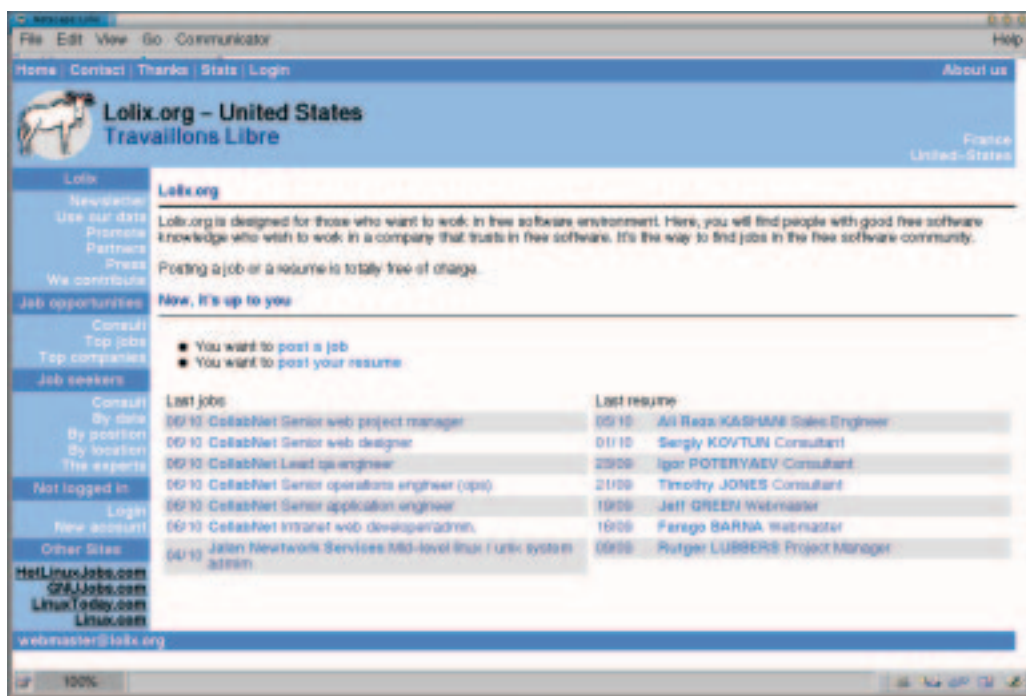 Netscape: Lolix
File Edit View Go Communicator Help
Home | Contact | Thanks | Stats | Login About us
Lolix.org – United States
Travaillons Libre
France
United-States
Lolix
Newsletter
Use our data
Promote
Partners
Press
We contribute
Job opportunities
Consult
Top jobs
Top companies
Job seekers
Consult
By date
By position
By location
The experts
Not logged in
Login
New account
Other Sites
HotLinuxJobs.com
GNUJobs.com
LinuxToday.com
Linux.com
Lolix.org
Lolix.org is designed for those who want to work in free software environment. Here, you will find people with good free software
knowledge who wish to work in a company that trusts in free software. It's the way to find jobs in the free software community.
Posting a job or a resume is totally free of charge.
Now, it's up to you
You want to post a job
You want to post your resume
Last jobs
06/10 CollabNet Senior web project manager
06/10 CollabNet Senior web designer
06/10 CollabNet Lead qa engineer
06/10 CollabNet Senior operations engineer (ops)
06/10 CollabNet Senior application engineer
06/10 CollabNet Intranet web developer/admin.
04/10 Jalan Newtwork Services Mid-level linux / unix system
admim
Last resume
05/10 Ali Reza KASHANI Sales Engineer
01/10 Sergiy KOVTUN Consultant
Igor POTERYAEV Consultant
21/09 Timothy JONES Consultant
19/09 Jeff GREEN Webmaster
Farago BARNA Webmaster
09/09 Rutger LUBBERS Project Manager
webmaster@lolix.org
100%